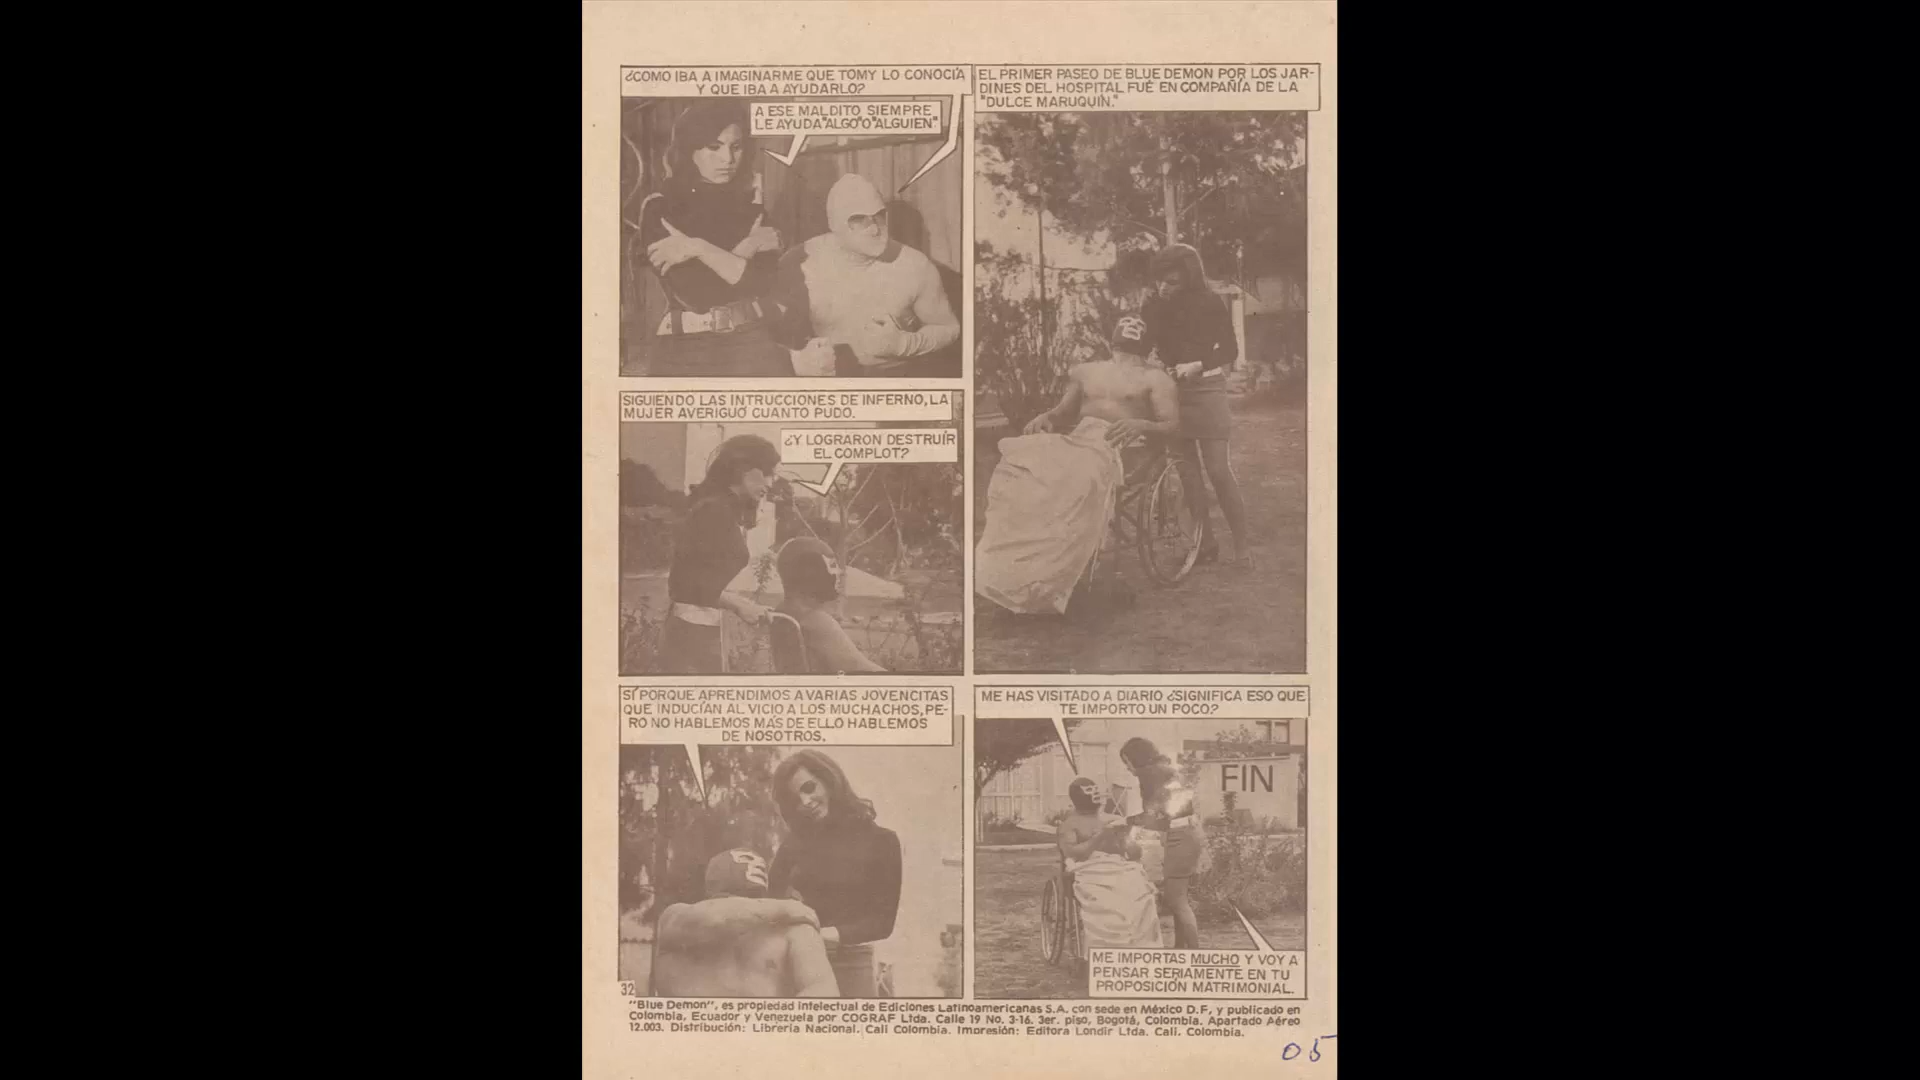 ¿COMO IBA A IMAGINARME QUE TOMY LO CONOCIA
Y QUE IBA A AYUDARLO?
A ESE MALDITO SIEMPRE
LE AYUDA "ALGO" O "ALGUIEN".
EL PRIMER PASEO DE BLUE DEMON POR LOS JAR-
DINES DEL HOSPITAL FUÉ EN COMPAÑÍA DE LA
"DULCE MARUQUIN."
SIGUIENDO LAS INTRUCCIONES DE INFERNO, LA
MUJER AVERIGUO CUANTO PUDO.
¿Y LOGRARON DESTRUÍR
EL COMPLOT?
SÍ PORQUE APRENDIMOS A VARIAS JOVENCITAS
QUE INDUCÍAN AL VICIO A LOS MUCHACHOS, PE-
RO NO HABLEMOS MAS DE ELLO HABLEMOS
DE NOSOTROS.
ME HAS VISITADO A DIARIO ¿SIGNIFICA ESO QUE
TE IMPORTO UN POCO?
FIN
ME IMPORTAS MUCHO Y VOY A
PENSAR SERIAMENTE EN TU
PROPOSICIÓN MATRIMONIAL.
32
"Blue Demon", es propiedad intelectual de Ediciones Latinoamericanas S.A. con sede en México D.F. y publicado en
Colombia, Ecuador y Venezuela por COGRAF Ltda. Calle 19 No. 3-16. 3er. piso, Bogotá, Colombia. Apartado Aéreo
12.003. Distribución: Librería Nacional. Cali Colombia. Impresión: Editora Londir Ltda. Cali. Colombia.
05